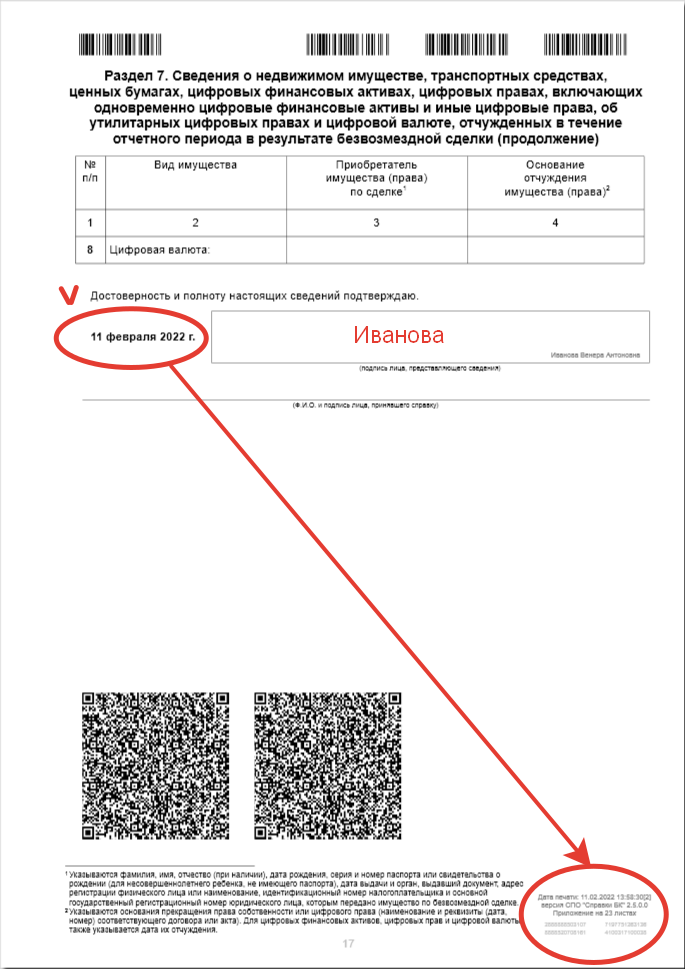 Раздел 7. Сведения о недвижимом имуществе, транспортных средствах,
ценных бумагах, цифровых финансовых активах, цифровых правах, включающих
одновременно цифровые финансовые активы и иные цифровые права, об
утилитарных цифровых правах и цифровой валюте, отчужденных в течение
отчетного периода в результате безвозмездной сделки (продолжение)
№
п/п
Вид имущества
Приобретатель
имущества (права)
по сделке¹
Основание
отчуждения
имущества (права)²
1 2 3 4
8 Цифровая валюта:
Достоверность и полноту настоящих сведений подтверждаю.
11 февраля 2022 г.
Иванова
Иванова Венера Антоновна
(подпись лица, представляющего сведения)
(Ф.И.О. и подпись лица, принявшего справку)
¹ Указываются фамилия, имя, отчество (при наличии), дата рождения, серия и номер паспорта или свидетельства о
рождении (для несовершеннолетнего ребенка, не имеющего паспорта), дата выдачи и орган, выдавший документ, адрес
регистрации физического лица или наименование, идентификационный номер налогоплательщика и основной
государственный регистрационный номер юридического лица, которым передано имущество по безвозмездной сделке.
² Указываются основания прекращения права собственности или цифрового права (наименование и реквизиты (дата,
номер) соответствующего договора или акта). Для цифровых финансовых активов, цифровых прав и цифровой валюты
также указывается дата их отчуждения.
Дата печати: 11.02.2022 13:58:30[2]
версия СПО "Справки БК" 2.5.0.0
Приложение на 23 листах
17